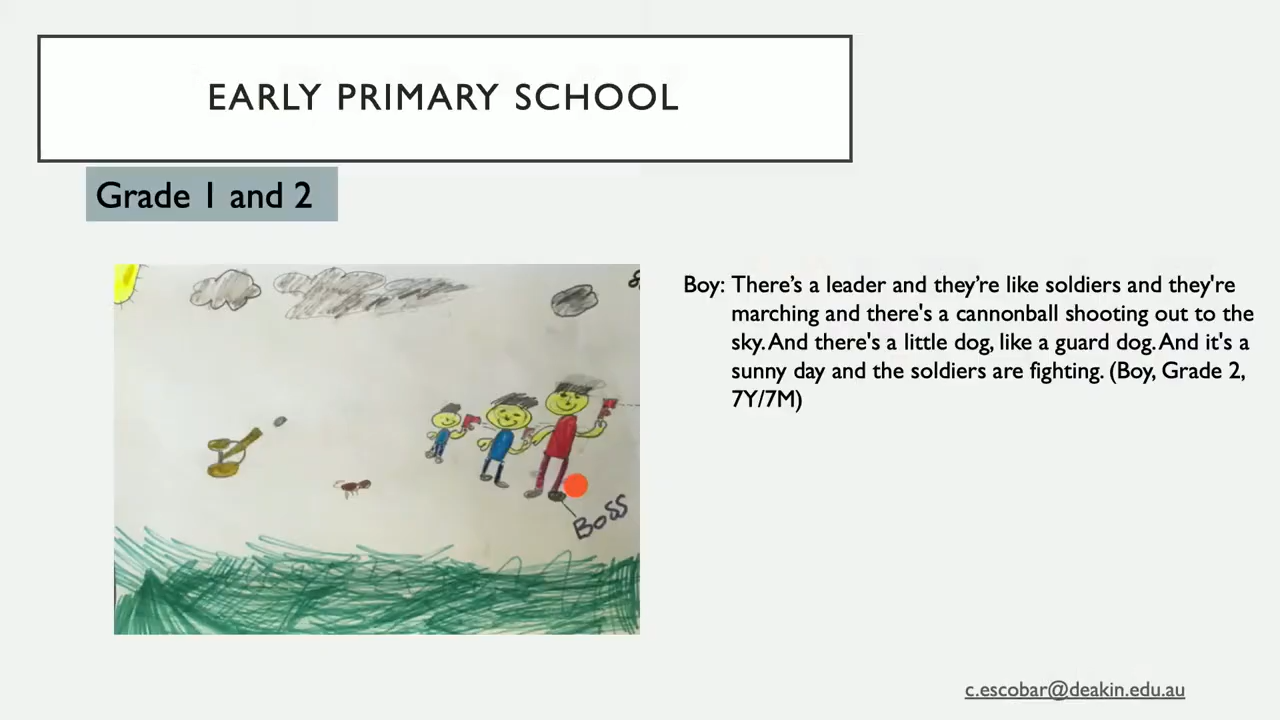 EARLY PRIMARY SCHOOL
Grade 1 and 2
Boy: There’s a leader and they’re like soldiers and they're
marching and there's a cannonball shooting out to the
sky. And there's a little dog, like a guard dog. And it's a
sunny day and the soldiers are fighting. (Boy, Grade 2,
7Y/7M)
BOSS
c.escobar@deakin.edu.au